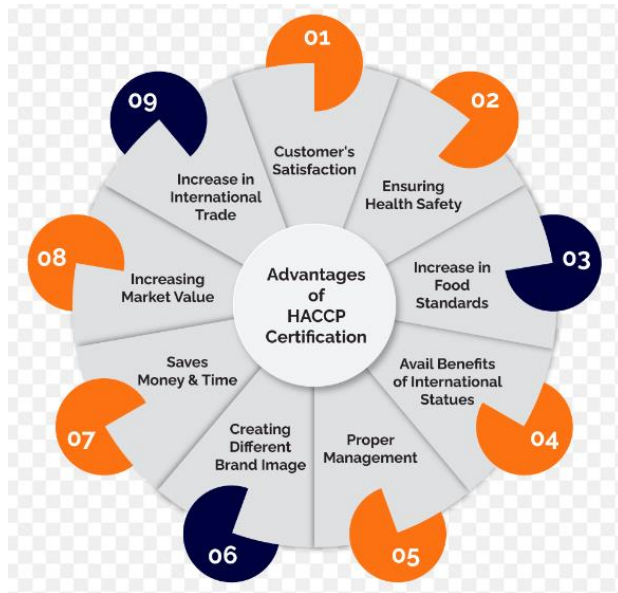 01
Customer's
Satisfaction
02
Ensuring
Health Safety
03
Increase in
Food
Standards
04
Avail Benefits
of International
Statues
05
Proper
Management
06
Creating
Different
Brand Image
07
Saves
Money & Time
08
Increasing
Market Value
09
Increase in
International
Trade
Advantages
of
HACCP
Certification